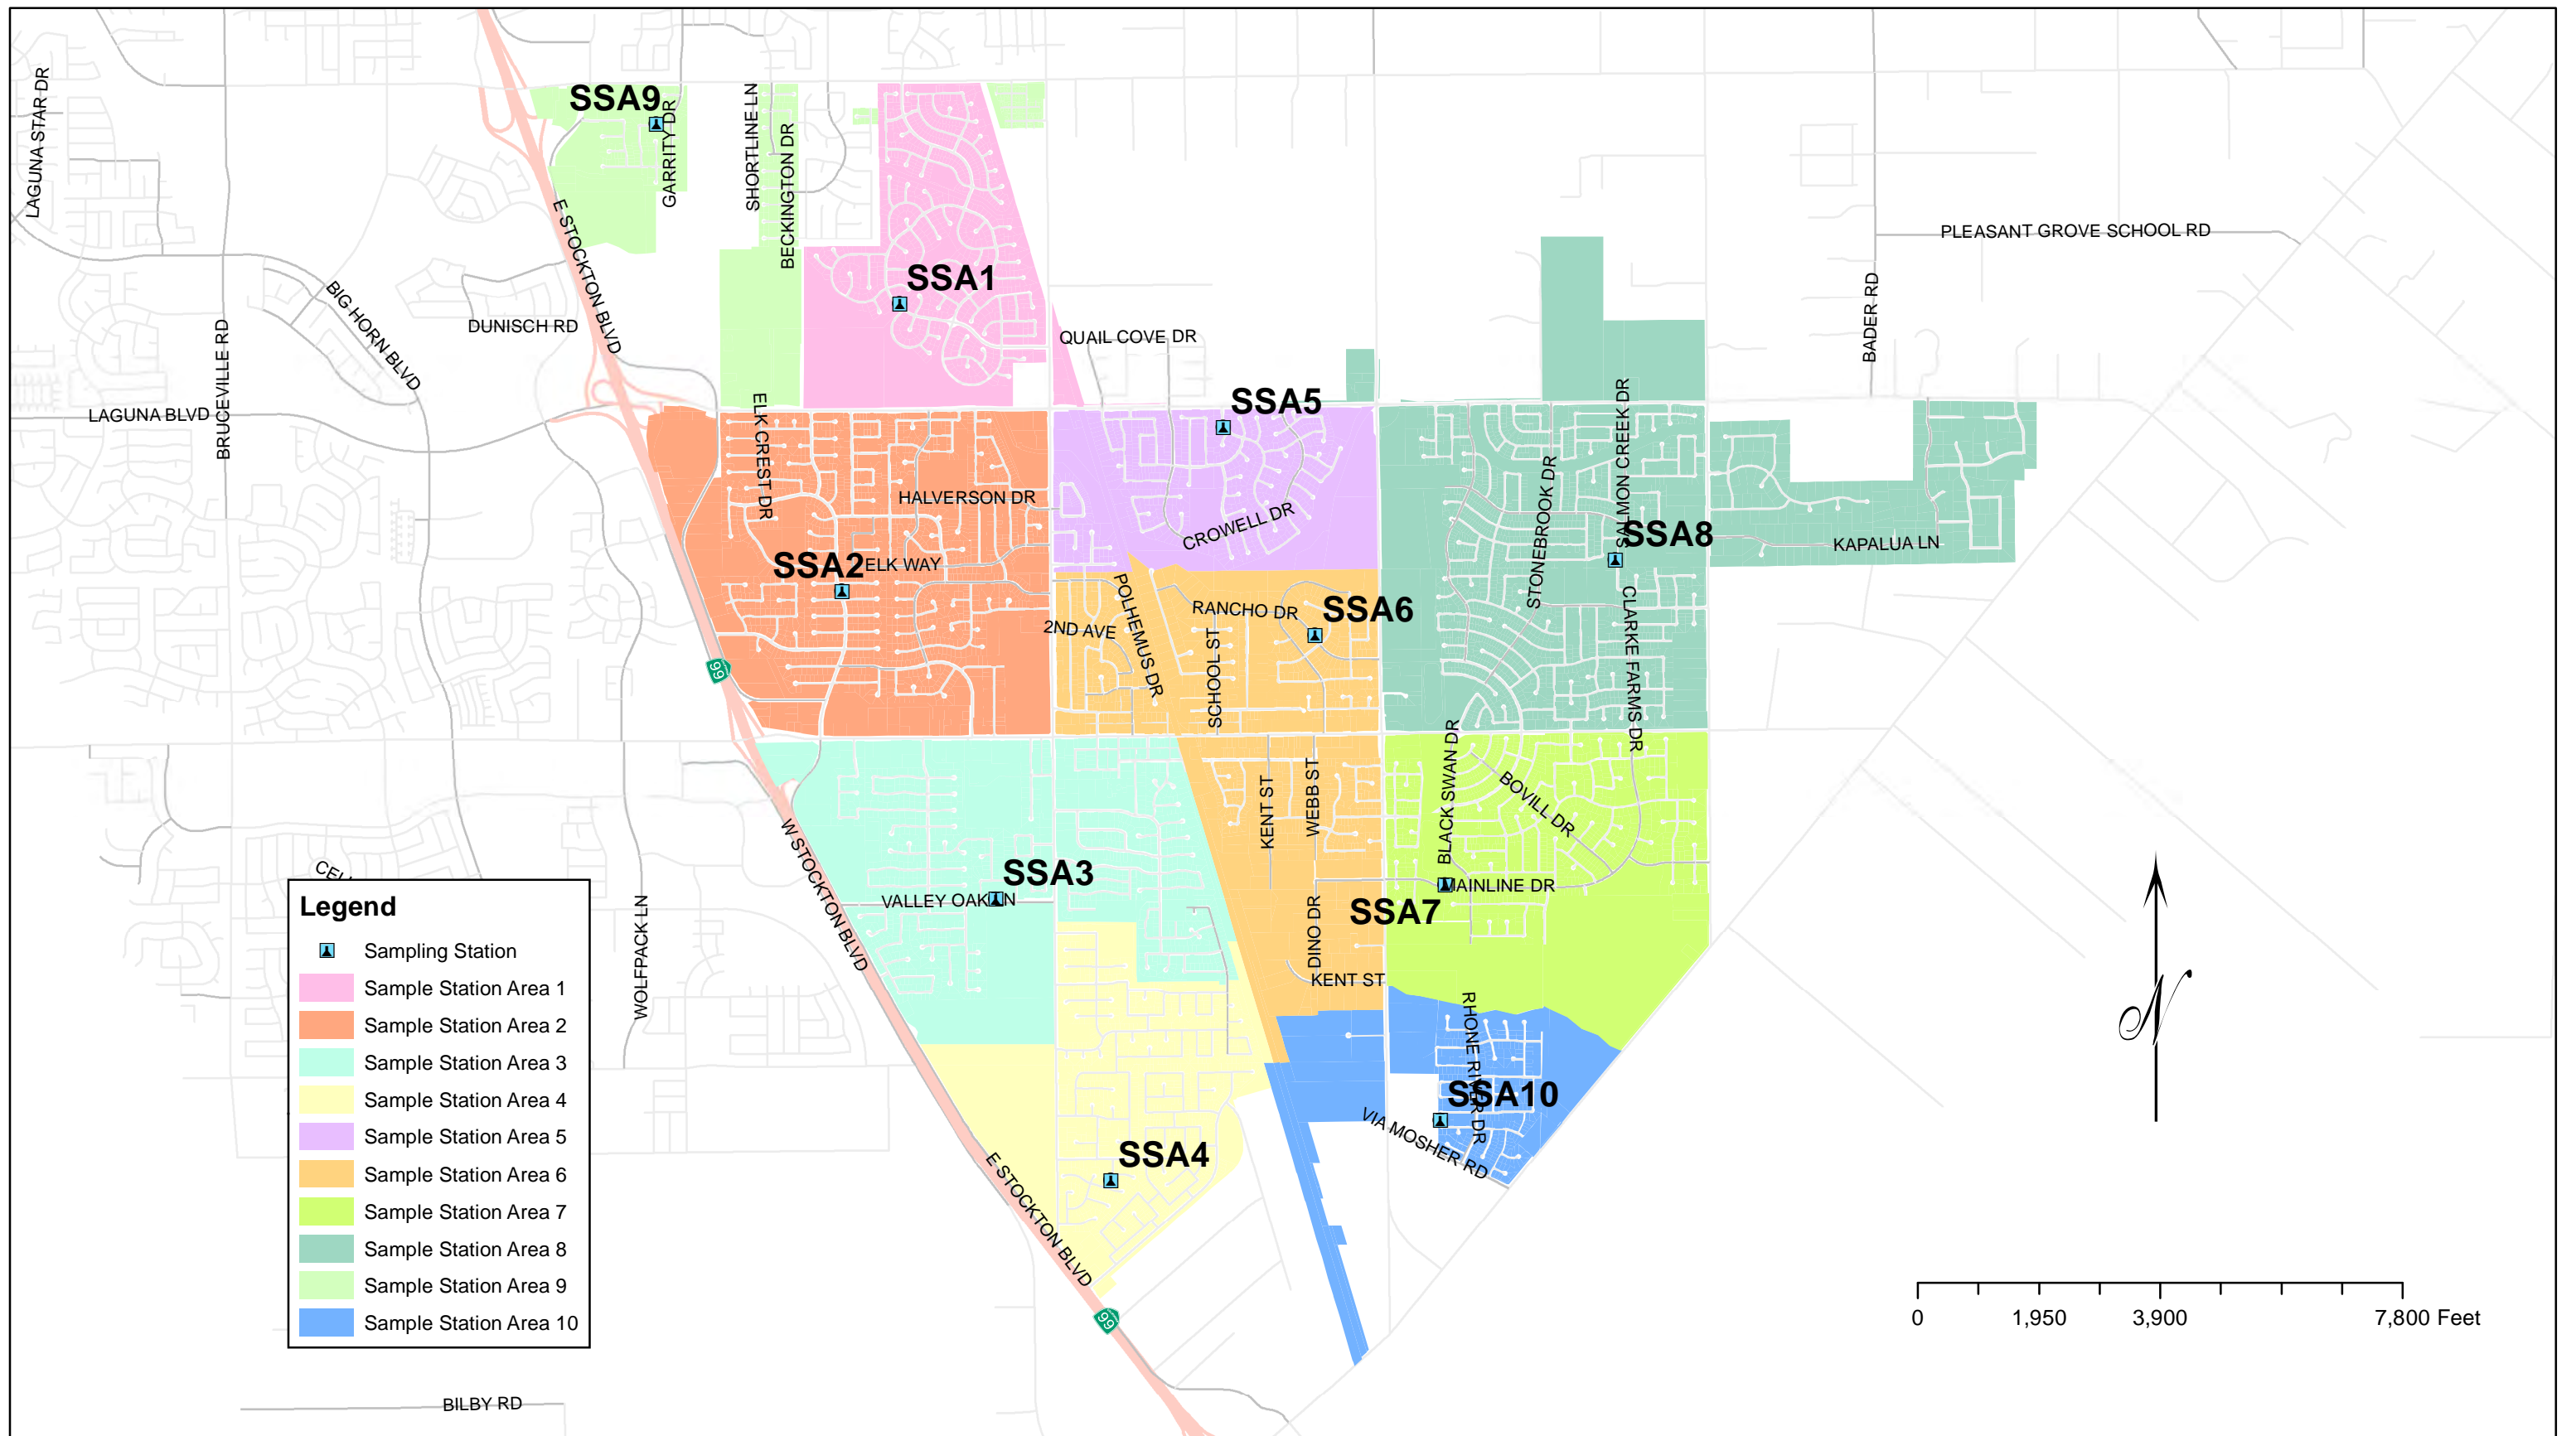 SSA9
LAGUNA STAR DR
GARRITY DR
SHORTLINE LN
BECKINGTON DR
E STOCKTON BLVD
PLEASANT GROVE SCHOOL RD
SSA1
BADER RD
BIG HORN BLVD
DUNISCH RD
QUAIL COVE DR
BRUCEVILLE RD
LAGUNA BLVD
ELK CREST DR
SSA5
SALMON CREEK DR
HALVERSON DR
CROWELL DR
STONEBROOK DR
SSA8
KAPALUA LN
SSA2
ELK WAY
POLHEMUS DR
RANCHO DR
SSA6
2ND AVE
SCHOOL ST
CLARKE FARMS DR
99
BLACK SWAN DR
BOVILL DR
KENT ST
WEBB ST
W STOCKTON BLVD
SSA3
VALLEY OAK LN
MAINLINE DR
SSA7
DINO DR
KENT ST
WOLFPACK LN
RHONE RIVER DR
SSA10
VIA MOSHER RD
SSA4
E STOCKTON BLVD
99
BILBY RD
Legend
Sampling Station
Sample Station Area 1
Sample Station Area 2
Sample Station Area 3
Sample Station Area 4
Sample Station Area 5
Sample Station Area 6
Sample Station Area 7
Sample Station Area 8
Sample Station Area 9
Sample Station Area 10
N
0 1,950 3,900 7,800 Feet